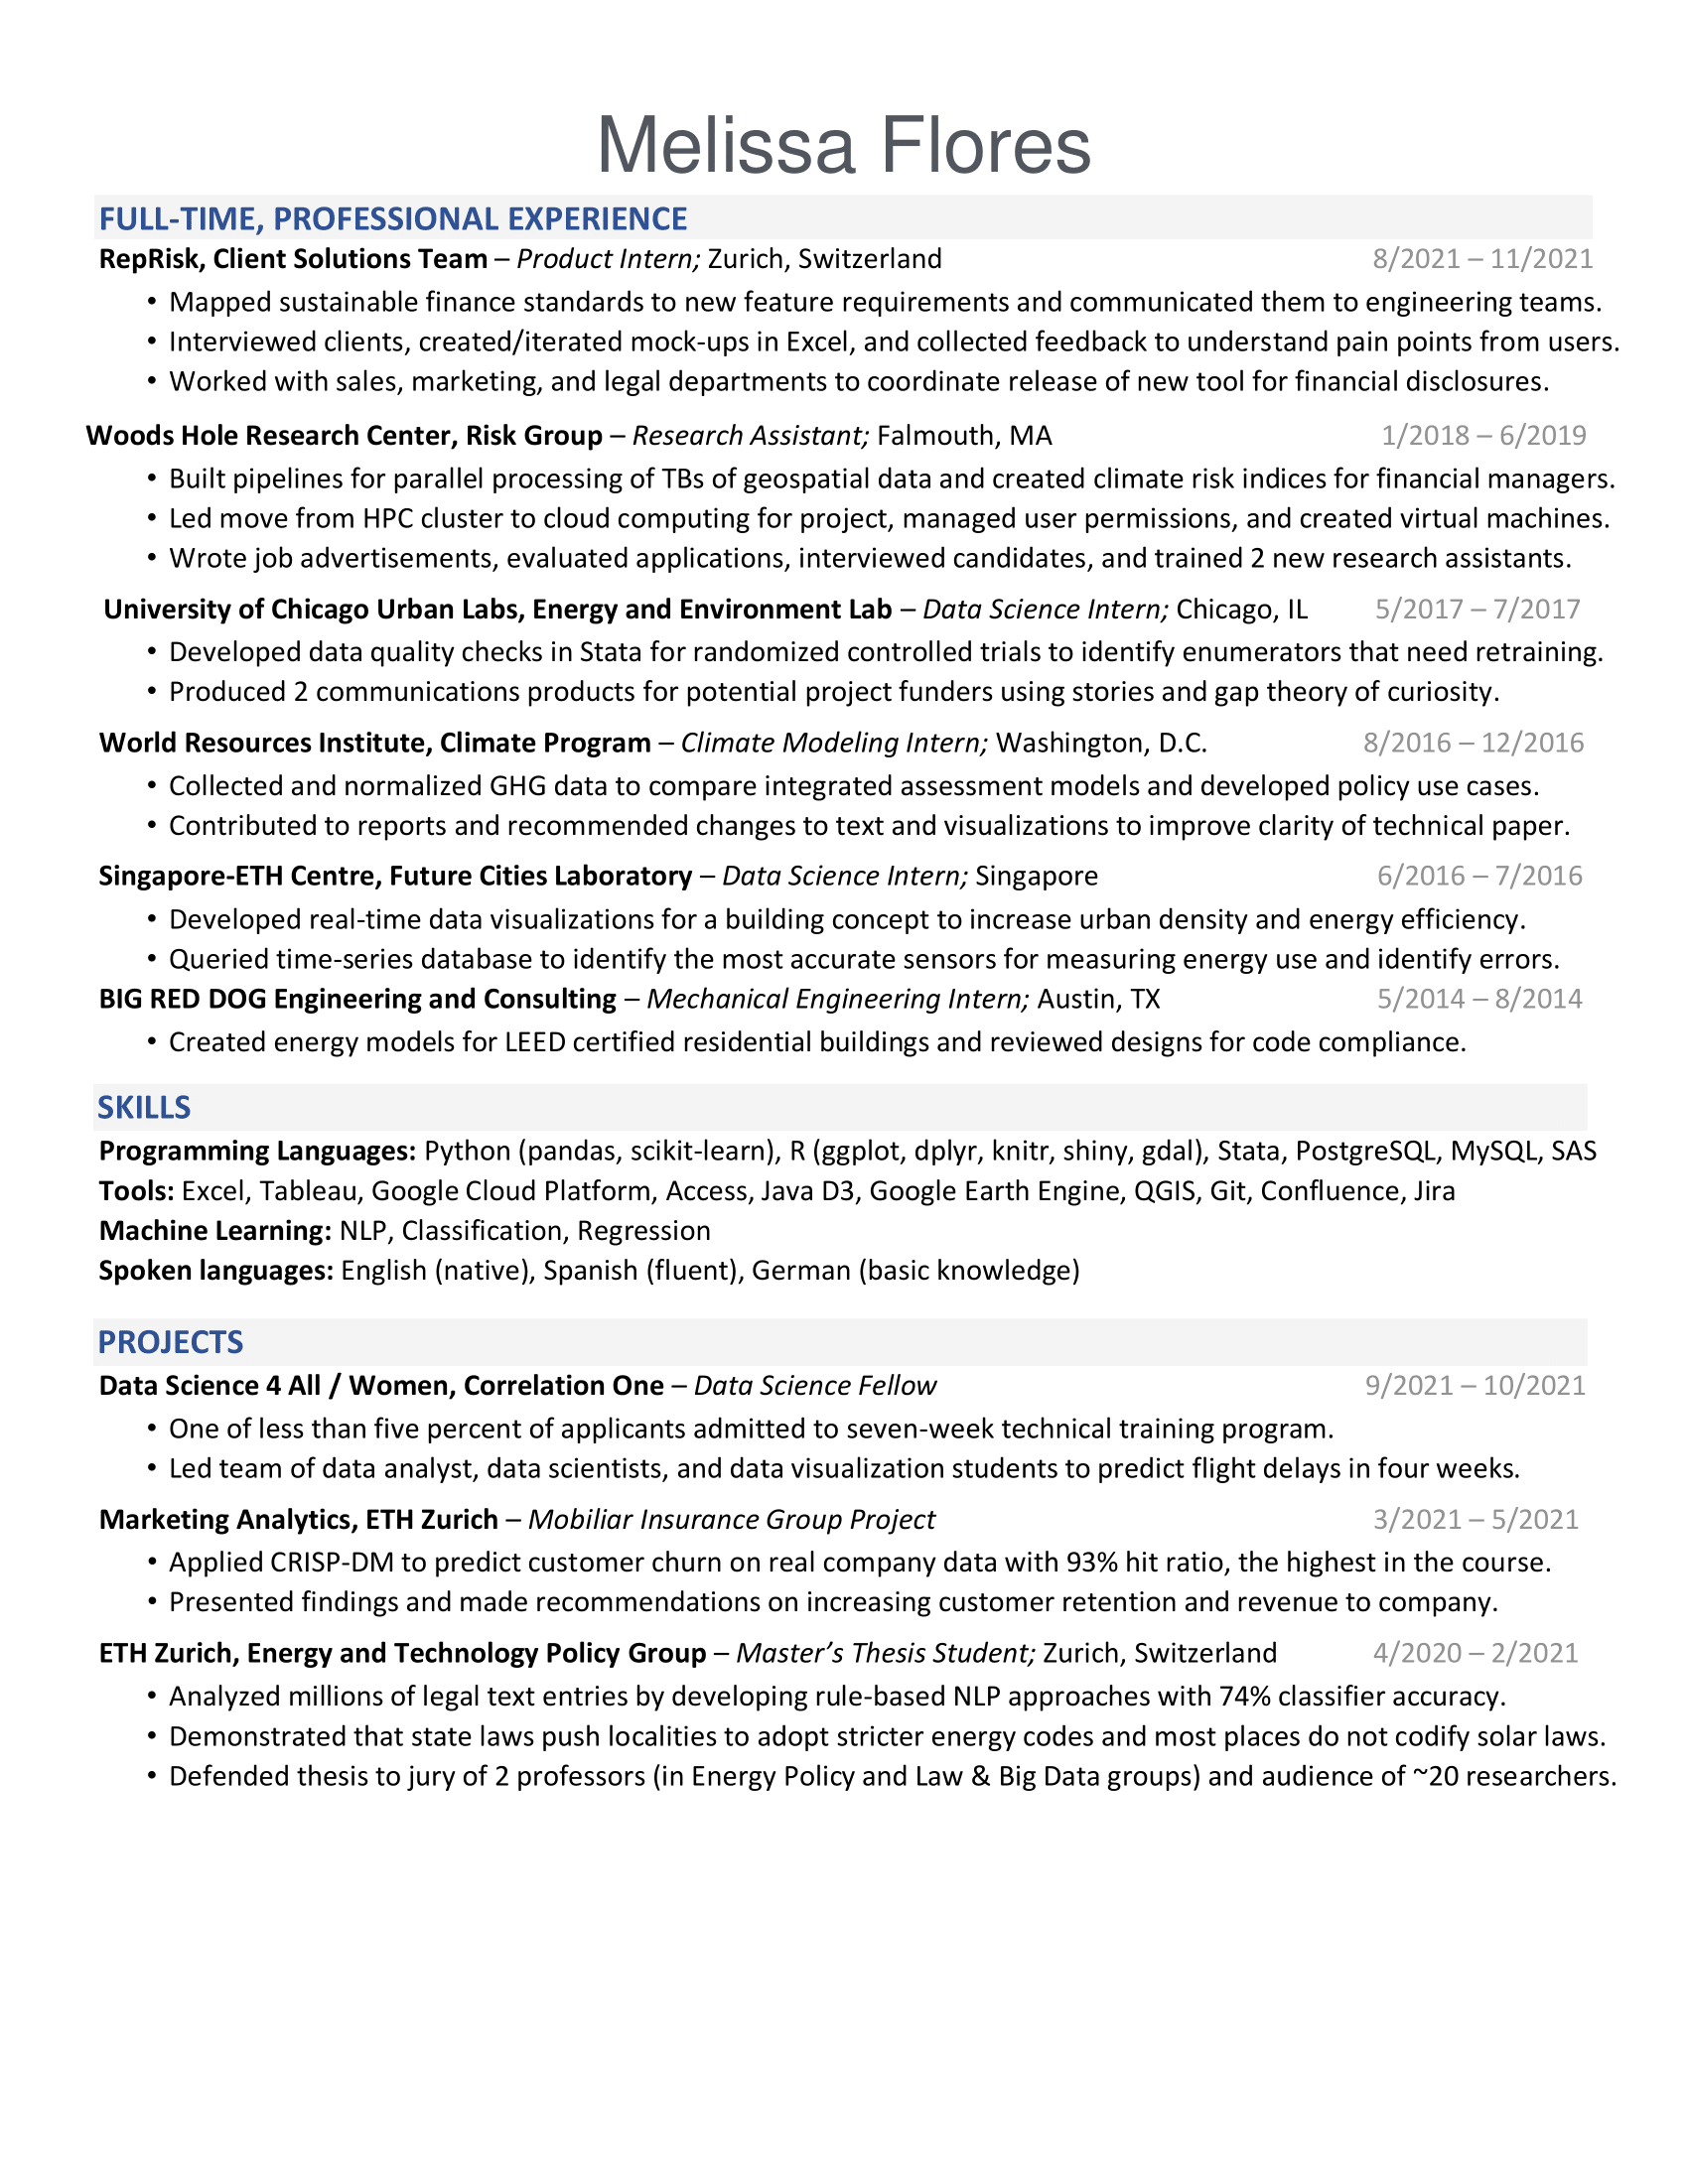 Melissa Flores
FULL-TIME, PROFESSIONAL EXPERIENCE
RepRisk, Client Solutions Team – Product Intern; Zurich, Switzerland 8/2021 – 11/2021
• Mapped sustainable finance standards to new feature requirements and communicated them to engineering teams.
• Interviewed clients, created/iterated mock-ups in Excel, and collected feedback to understand pain points from users.
• Worked with sales, marketing, and legal departments to coordinate release of new tool for financial disclosures.
Woods Hole Research Center, Risk Group – Research Assistant; Falmouth, MA 1/2018 – 6/2019
• Built pipelines for parallel processing of TBs of geospatial data and created climate risk indices for financial managers.
• Led move from HPC cluster to cloud computing for project, managed user permissions, and created virtual machines.
• Wrote job advertisements, evaluated applications, interviewed candidates, and trained 2 new research assistants.
University of Chicago Urban Labs, Energy and Environment Lab – Data Science Intern; Chicago, IL 5/2017 – 7/2017
• Developed data quality checks in Stata for randomized controlled trials to identify enumerators that need retraining.
• Produced 2 communications products for potential project funders using stories and gap theory of curiosity.
World Resources Institute, Climate Program – Climate Modeling Intern; Washington, D.C. 8/2016 – 12/2016
• Collected and normalized GHG data to compare integrated assessment models and developed policy use cases.
• Contributed to reports and recommended changes to text and visualizations to improve clarity of technical paper.
Singapore-ETH Centre, Future Cities Laboratory – Data Science Intern; Singapore 6/2016 – 7/2016
• Developed real-time data visualizations for a building concept to increase urban density and energy efficiency.
• Queried time-series database to identify the most accurate sensors for measuring energy use and identify errors.
BIG RED DOG Engineering and Consulting – Mechanical Engineering Intern; Austin, TX 5/2014 – 8/2014
• Created energy models for LEED certified residential buildings and reviewed designs for code compliance.
SKILLS
Programming Languages: Python (pandas, scikit-learn), R (ggplot, dplyr, knitr, shiny, gdal), Stata, PostgreSQL, MySQL, SAS
Tools: Excel, Tableau, Google Cloud Platform, Access, Java D3, Google Earth Engine, QGIS, Git, Confluence, Jira
Machine Learning: NLP, Classification, Regression
Spoken languages: English (native), Spanish (fluent), German (basic knowledge)
PROJECTS
Data Science 4 All / Women, Correlation One – Data Science Fellow 9/2021 – 10/2021
• One of less than five percent of applicants admitted to seven-week technical training program.
• Led team of data analyst, data scientists, and data visualization students to predict flight delays in four weeks.
Marketing Analytics, ETH Zurich – Mobiliar Insurance Group Project 3/2021 – 5/2021
• Applied CRISP-DM to predict customer churn on real company data with 93% hit ratio, the highest in the course.
• Presented findings and made recommendations on increasing customer retention and revenue to company.
ETH Zurich, Energy and Technology Policy Group – Master’s Thesis Student; Zurich, Switzerland 4/2020 – 2/2021
• Analyzed millions of legal text entries by developing rule-based NLP approaches with 74% classifier accuracy.
• Demonstrated that state laws push localities to adopt stricter energy codes and most places do not codify solar laws.
• Defended thesis to jury of 2 professors (in Energy Policy and Law & Big Data groups) and audience of ~20 researchers.